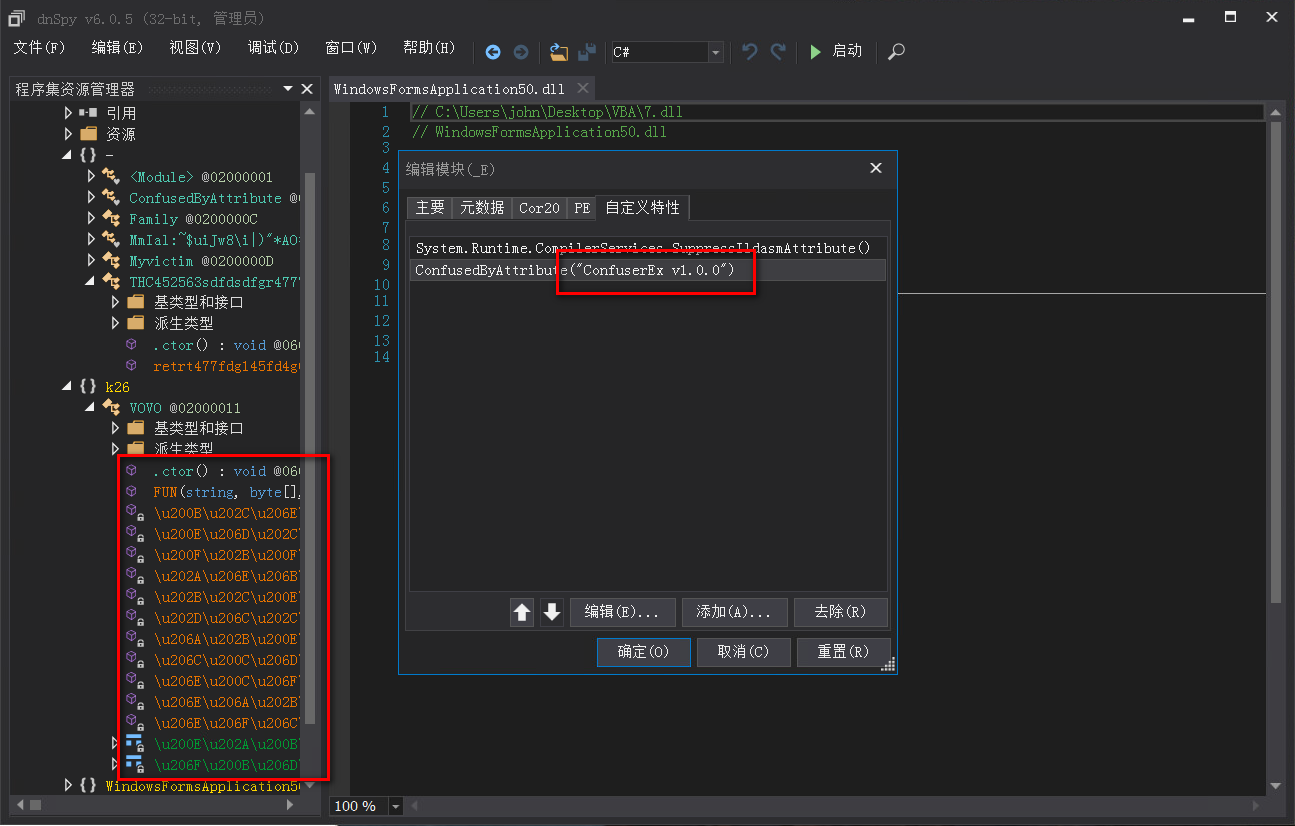 dnSpy v6.0.5 (32-bit, 管理员)
文件(F) 编辑(E) 视图(V) 调试(D) 窗口(W) 帮助(H) C# 启动
程序集资源管理器
引用
资源
{} -
<Module> @02000001
ConfusedByAttribute @0
Family @0200000C
MmIal:~$uiJw8\i|)"*AO
Myvictim @0200000D
THC452563sdfdsdfgr477
基类型和接口
派生类型
.ctor() : void @06
retrt477fdg145fd4g
{} k26
VOVO @02000011
基类型和接口
派生类型
.ctor() : void @06
FUN(string, byte[],
\u200B\u202C\u206E
\u200E\u206D\u202C
\u200F\u202B\u200F
\u202A\u206E\u206B
\u202B\u202C\u200E
\u202D\u206C\u202C
\u206A\u202B\u200E
\u206C\u200C\u206D
\u206E\u200C\u206F
\u206E\u206A\u202B
\u206E\u206F\u206C
\u200E\u202A\u200B
\u206F\u200B\u206D
{} WindowsFormsApplication5
WindowsFormsApplication50.dll
1 // C:\Users\john\Desktop\VBA\7.dll
2 // WindowsFormsApplication50.dll
3
4
5
6
7
8
9
10
11
12
13
14
编辑模块(_E)
主要 元数据 Cor20 PE 自定义特性
System.Runtime.CompilerServices.SuppressIldasmAttribute()
ConfusedByAttribute("ConfuserEx v1.0.0")
编辑(E)... 添加(A)... 去除(R)
确定(O) 取消(C) 重置(R)
100 %